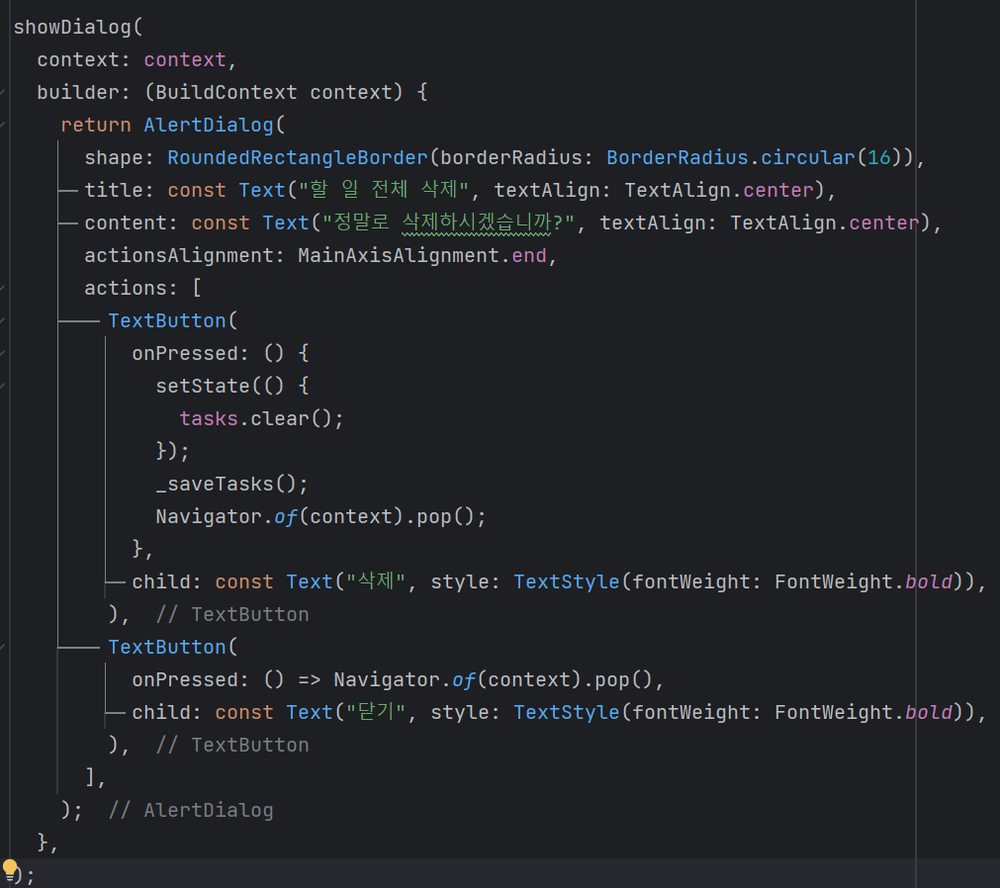 showDialog(
  context: context,
  builder: (BuildContext context) {
    return AlertDialog(
      shape: RoundedRectangleBorder(borderRadius: BorderRadius.circular(16)),
      title: const Text("할 일 전체 삭제", textAlign: TextAlign.center),
      content: const Text("정말로 삭제하시겠습니까?", textAlign: TextAlign.center),
      actionsAlignment: MainAxisAlignment.end,
      actions: [
        TextButton(
          onPressed: () {
            setState(() {
              tasks.clear();
            });
            _saveTasks();
            Navigator.of(context).pop();
          },
          child: const Text("삭제", style: TextStyle(fontWeight: FontWeight.bold)),
        ),  // TextButton
        TextButton(
          onPressed: () => Navigator.of(context).pop(),
          child: const Text("닫기", style: TextStyle(fontWeight: FontWeight.bold)),
        ),  // TextButton
      ],
    );  // AlertDialog
  },
);